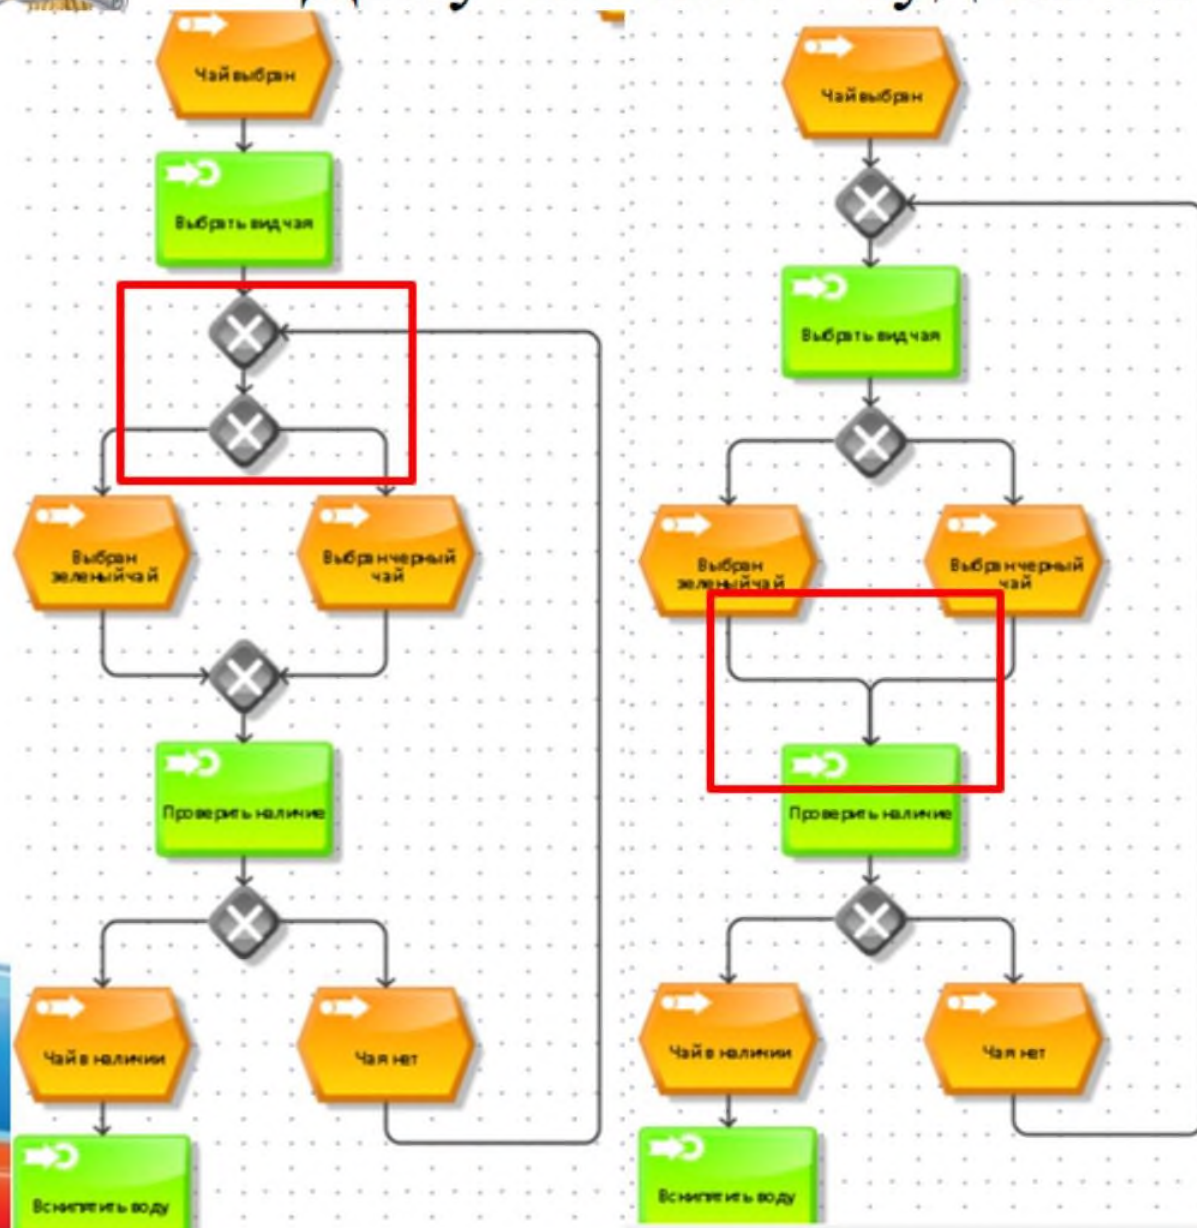 Чай выбран
Выбрать вид чая
Выбран
зеленый чай
Выбран черный
чай
Проверить наличие
Чай в наличии
Чая нет
Вскипятить воду
Чай выбран
Выбрать вид чая
Выбран
зеленый чай
Выбран черный
чай
Проверить наличие
Чай в наличии
Чая нет
Вскипятить воду